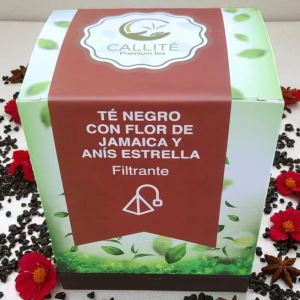 CALLITÉ
Premium tea
TÉ NEGRO
CON FLOR DE
JAMAICA Y
ANÍS ESTRELLA
Filtrante